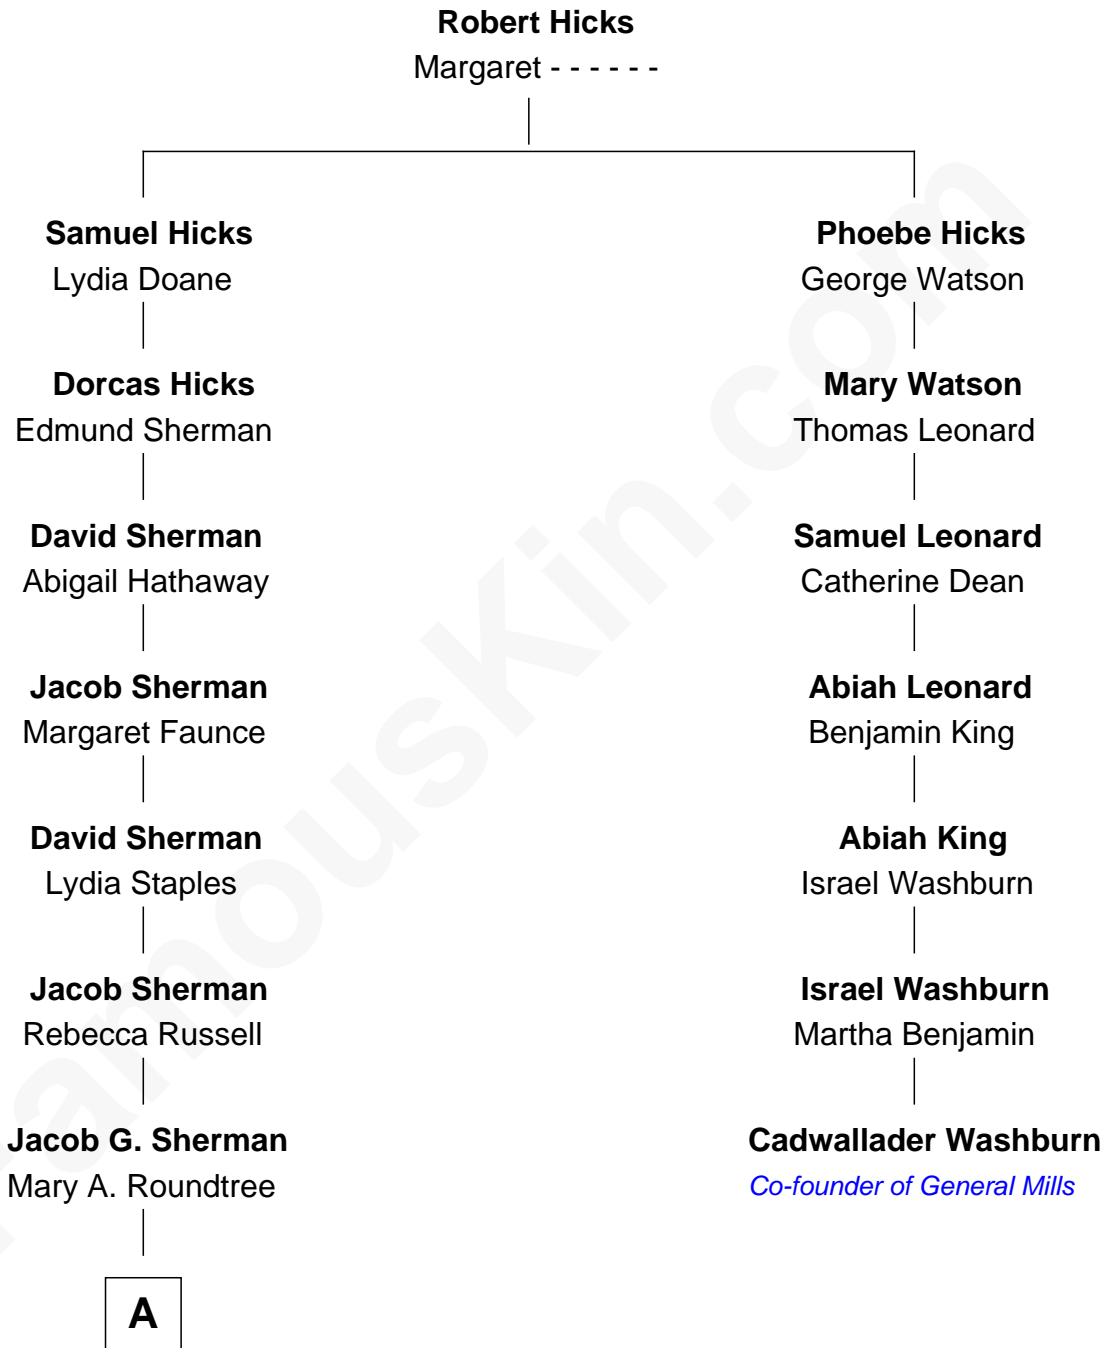 Robert Hicks
Margaret - - - - - -
Samuel Hicks
Lydia Doane
Phoebe Hicks
George Watson
Dorcas Hicks
Edmund Sherman
Mary Watson
Thomas Leonard
David Sherman
Abigail Hathaway
Samuel Leonard
Catherine Dean
Jacob Sherman
Margaret Faunce
Abiah Leonard
Benjamin King
David Sherman
Lydia Staples
Abiah King
Israel Washburn
Jacob Sherman
Rebecca Russell
Israel Washburn
Martha Benjamin
Jacob G. Sherman
Mary A. Roundtree
Cadwallader Washburn
Co-founder of General Mills
A
FamousKin.com